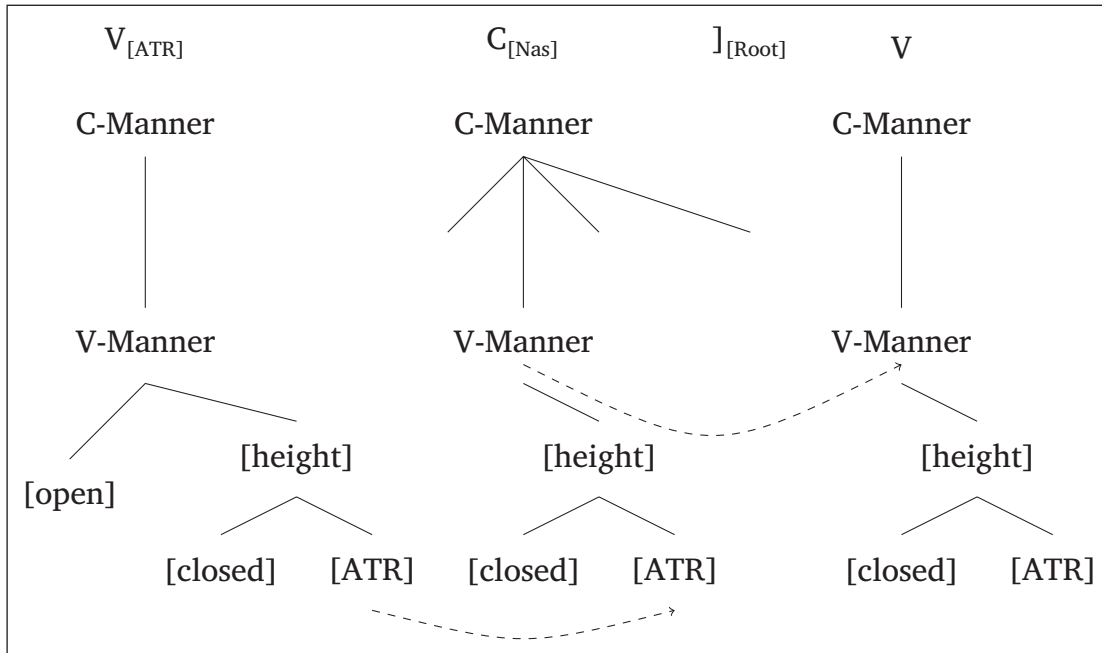 V[ATR] C[Nas] ][Root] V
C-Manner C-Manner C-Manner
V-Manner V-Manner V-Manner
[height] [height] [height]
[open]
[closed] [ATR] [closed] [ATR] [closed] [ATR]